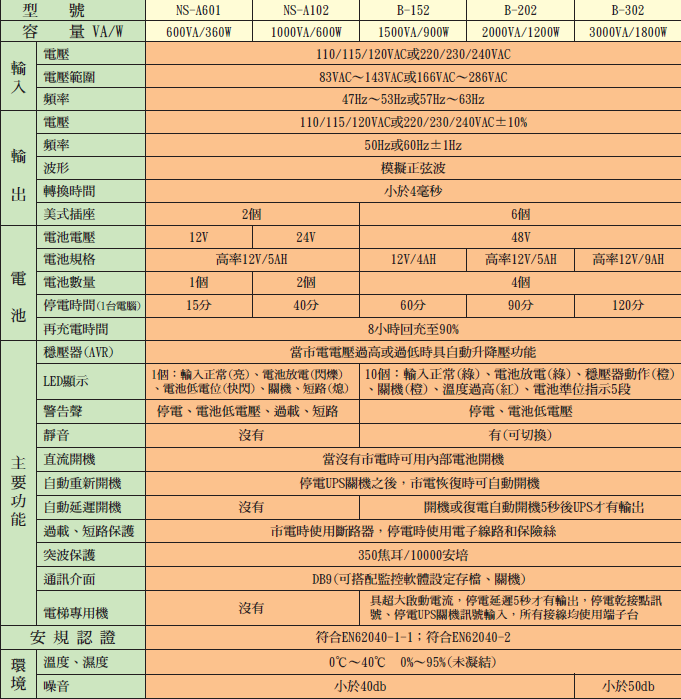 型 號 NS-A601 NS-A102 B-152 B-202 B-302
容 量 VA/W 600VA/360W 1000VA/600W 1500VA/900W 2000VA/1200W 3000VA/1800W
輸入
電壓 110/115/120VAC或220/230/240VAC
電壓範圍 83VAC～143VAC或166VAC～286VAC
頻率 47Hz～53Hz或57Hz～63Hz
輸出
電壓 110/115/120VAC或220/230/240VAC±10%
頻率 50Hz或60Hz±1Hz
波形 模擬正弦波
轉換時間 小於4毫秒
美式插座 2個 6個
電池
電池電壓 12V 24V 48V
電池規格 高率12V/5AH 12V/4AH 高率12V/5AH 高率12V/9AH
電池數量 1個 2個 4個
停電時間(1台電腦) 15分 40分 60分 90分 120分
再充電時間 8小時回充至90%
主要功能
穩壓器(AVR) 當市電電壓過高或過低時具自動升降壓功能
LED顯示
1個：輸入正常(亮)、電池放電(閃爍)
、電池低電位(快閃)、關機、短路(熄)
10個：輸入正常(綠)、電池放電(綠)、穩壓器動作(橙)
、關機(橙)、溫度過高(紅)、電池準位指示5段
警告聲 停電、電池低電壓、過載、短路 停電、電池低電壓
靜音 沒有 有(可切換)
直流開機 當沒有市電時可用內部電池開機
自動重新開機 停電UPS關機之後，市電恢復時可自動開機
自動延遲開機 沒有 開機或復電自動開機5秒後UPS才有輸出
過載、短路保護 市電時使用斷路器，停電時使用電子線路和保險絲
突波保護 350焦耳/10000安培
通訊介面 DB9(可搭配監控軟體設定存檔、關機)
電梯專用機 沒有
具超大啟動電流，停電延遲5秒才有輸出，停電乾接點訊
號、停電UPS關機訊號輸入，所有接線均使用端子台
安 規 認 證 符合EN62040-1-1；符合EN62040-2
環境
溫度、濕度 0℃～40℃ 0%～95%(未凝結)
噪音 小於40db 小於50db